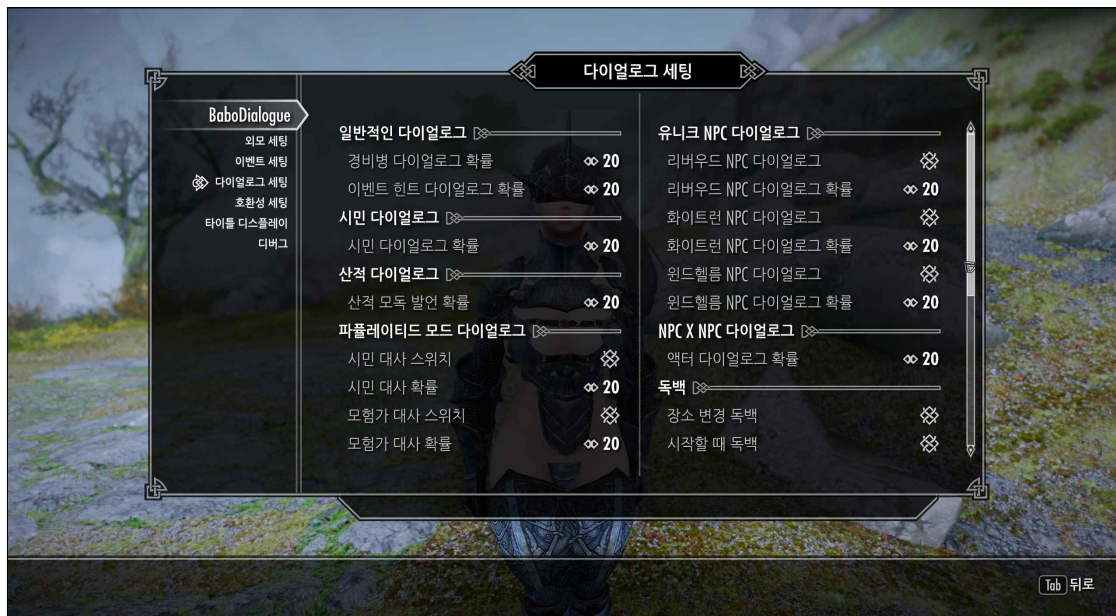 다이얼로그 세팅
BaboDialogue
외모 세팅
이벤트 세팅
다이얼로그 세팅
호환성 세팅
타이틀 디스플레이
디버그
일반적인 다이얼로그
경비병 다이얼로그 확률 20
이벤트 힌트 다이얼로그 확률 20
시민 다이얼로그
시민 다이얼로그 확률 20
산적 다이얼로그
산적 모독 발언 확률 20
파퓰레이티드 모드 다이얼로그
시민 대사 스위치
시민 대사 확률 20
모험가 대사 스위치
모험가 대사 확률 20
유니크 NPC 다이얼로그
리버우드 NPC 다이얼로그
리버우드 NPC 다이얼로그 확률 20
화이트런 NPC 다이얼로그
화이트런 NPC 다이얼로그 확률 20
윈드헬름 NPC 다이얼로그
윈드헬름 NPC 다이얼로그 확률 20
NPC X NPC 다이얼로그
액터 다이얼로그 확률 20
독백
장소 변경 독백
시작할 때 독백
Tab 뒤로